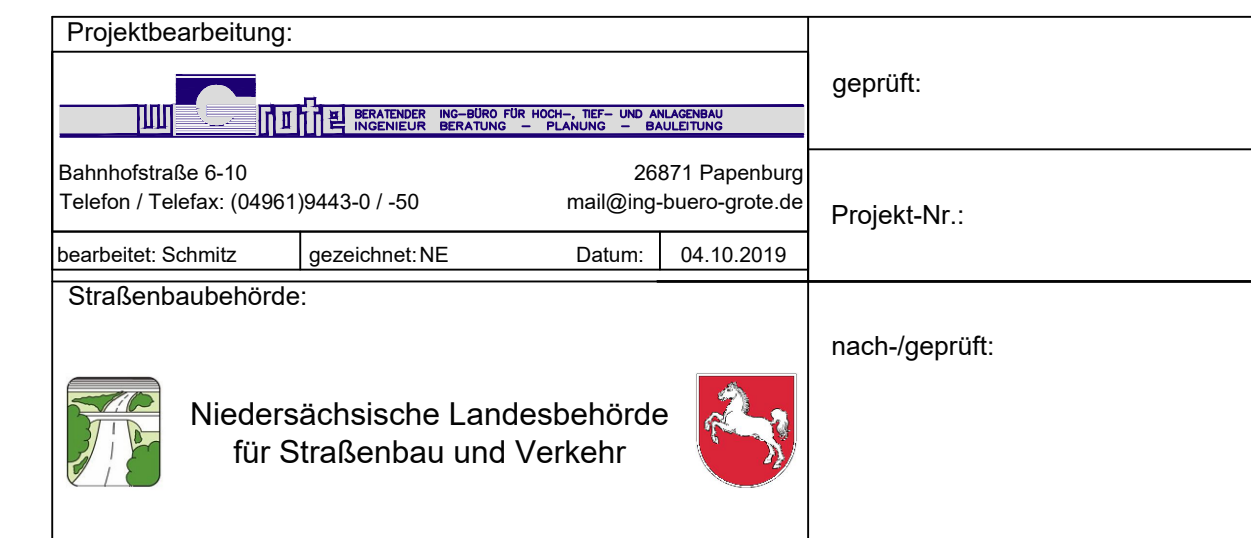 Projektbearbeitung:
w Grote
BERATENDER ING-BÜRO FÜR HOCH-, TIEF- UND ANLAGENBAU
INGENIEUR BERATUNG - PLANUNG - BAULEITUNG
Bahnhofstraße 6-10 26871 Papenburg
Telefon / Telefax: (04961)9443-0 / -50 mail@ing-buero-grote.de
bearbeitet: Schmitz gezeichnet: NE Datum: 04.10.2019
geprüft:
Projekt-Nr.:
Straßenbaubehörde:
Niedersächsische Landesbehörde
für Straßenbau und Verkehr
nach-/geprüft: